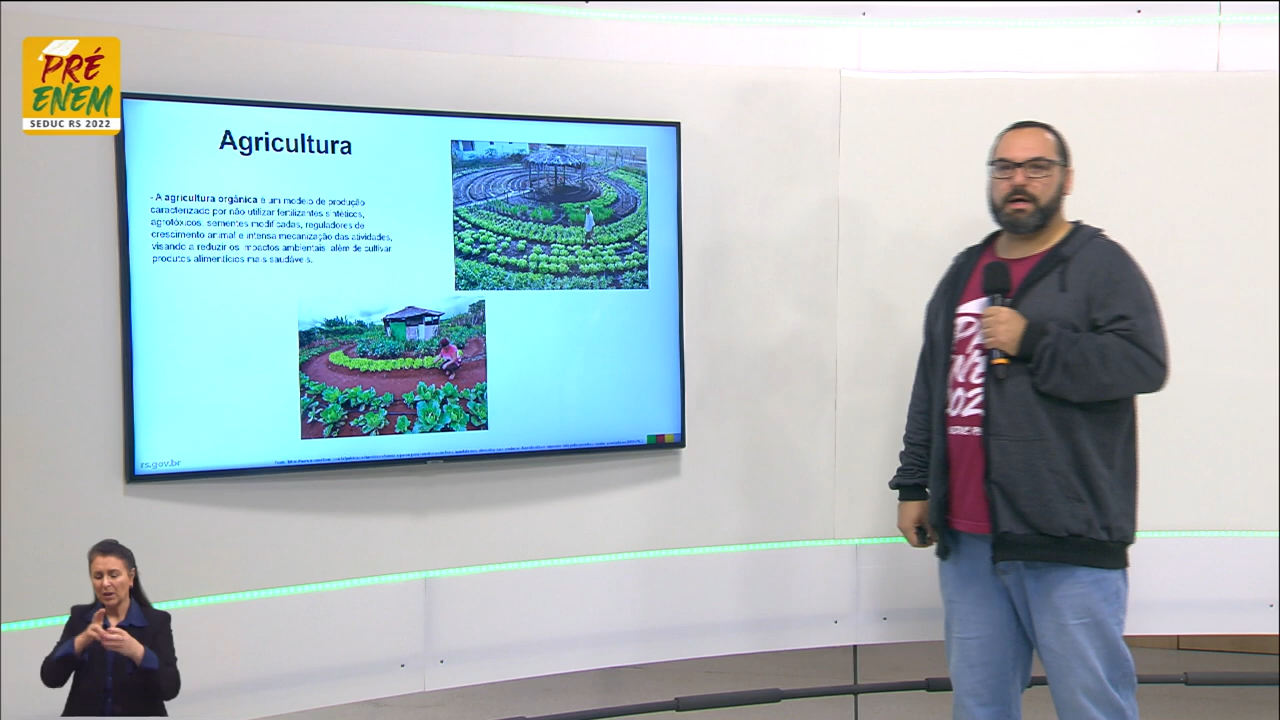 PRÉ
ENEM
SEDUC RS 2022
Agricultura
- A agricultura orgânica é um modelo de produção
caracterizado por não utilizar fertilizantes sintéticos,
agrotóxicos, sementes modificadas, reguladores de
crescimento animal e intensa mecanização das atividades,
visando a reduzir os impactos ambientais, além de cultivar
produtos alimentícios mais saudáveis.
rs.gov.br